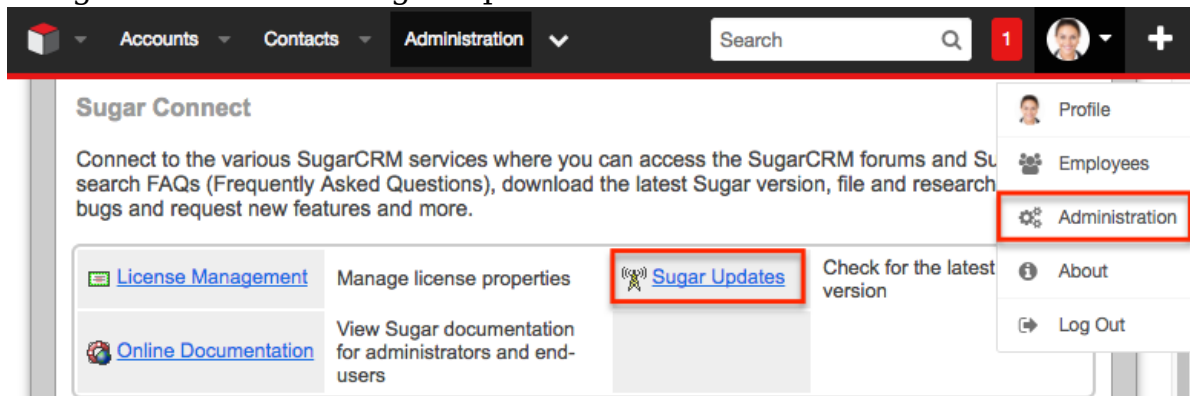 Accounts Contacts Administration Search 1
Sugar Connect
Connect to the various SugarCRM services where you can access the SugarCRM forums and Su
search FAQs (Frequently Asked Questions), download the latest Sugar version, file and research
bugs and request new features and more.
Profile
Employees
Administration
About
Log Out
License Management
Manage license properties
Sugar Updates
Check for the latest
version
Online Documentation
View Sugar documentation
for administrators and end-
users